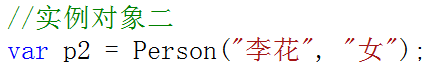 //实例对象二
var p2 = Person("李花", "女");